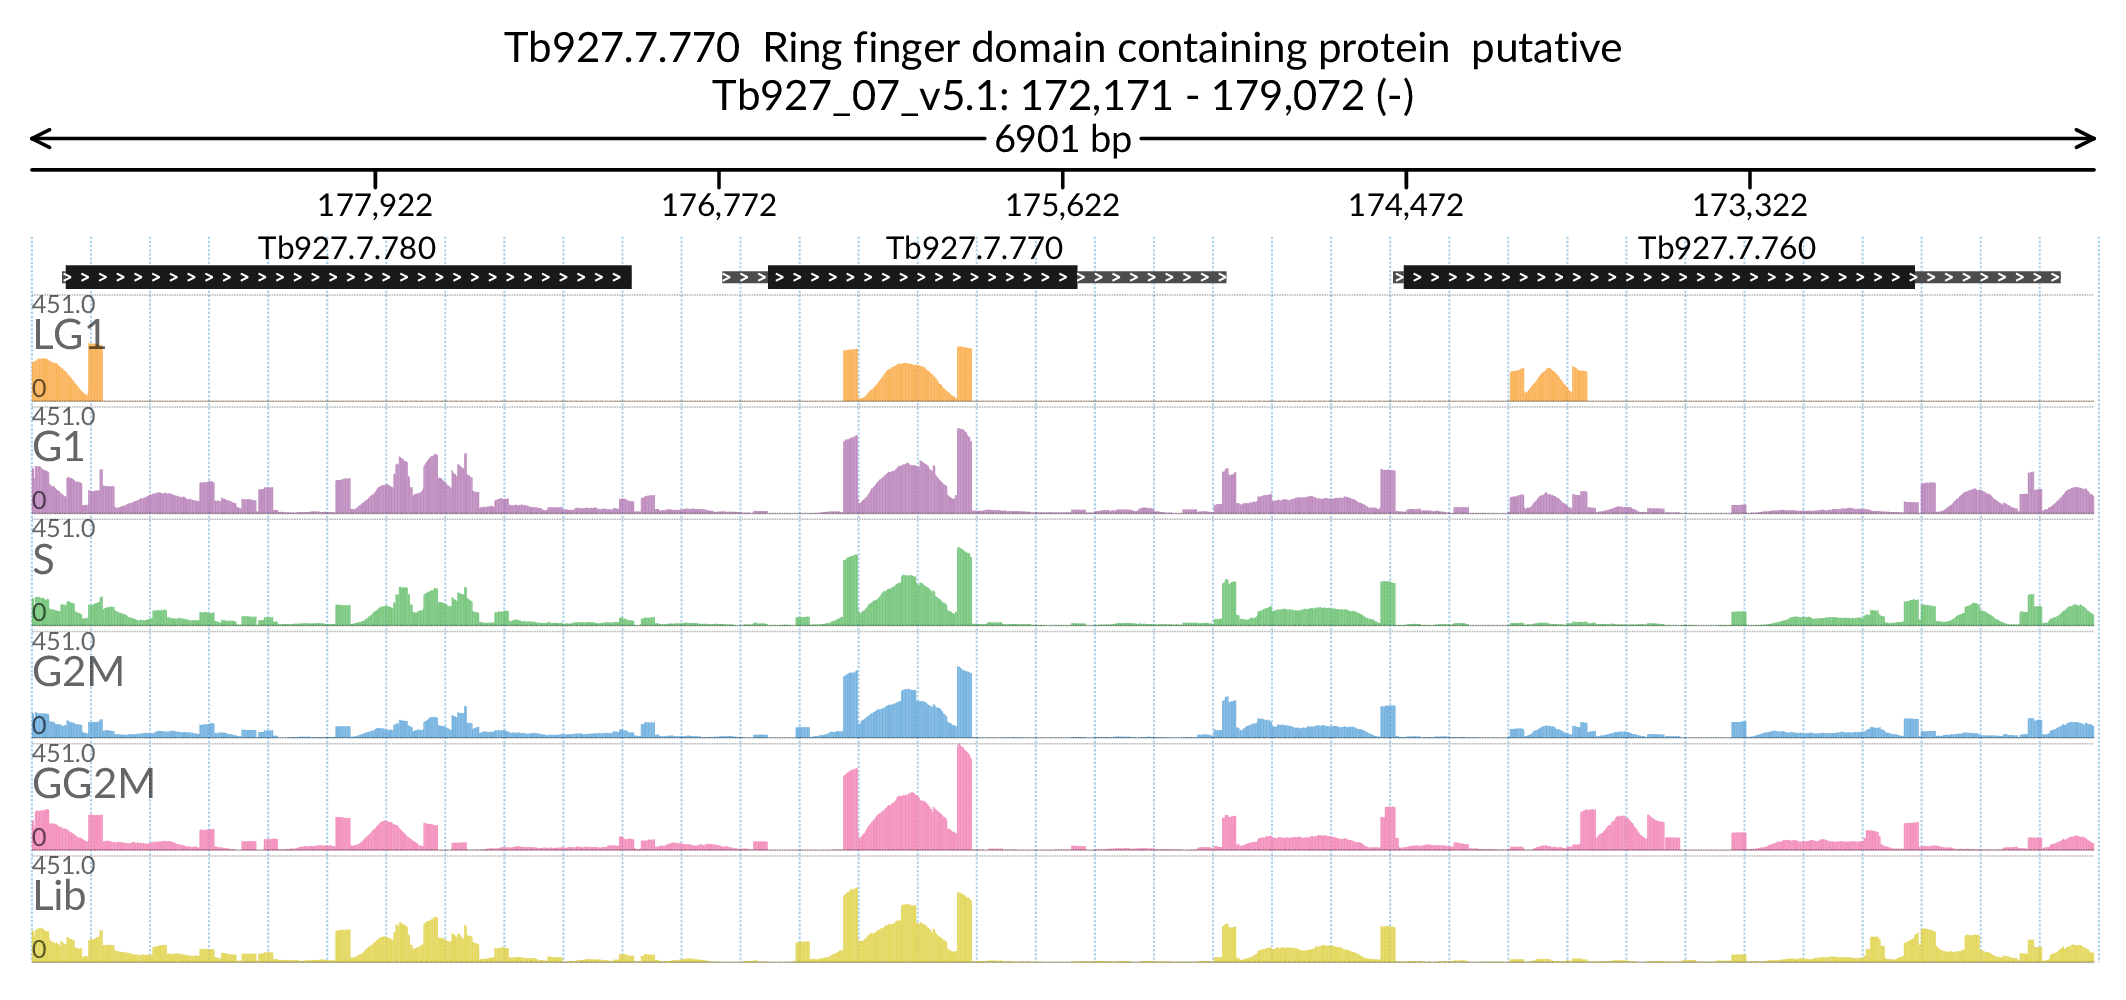 Tb927.7.770  Ring finger domain containing protein  putative
Tb927_07_v5.1: 172,171 - 179,072 (-)
6901 bp
177,922 176,772 175,622 174,472 173,322
Tb927.7.780 Tb927.7.770 Tb927.7.760
451.0
LG1
0
451.0
G1
0
451.0
S
0
451.0
G2M
0
451.0
GG2M
0
451.0
Lib
0